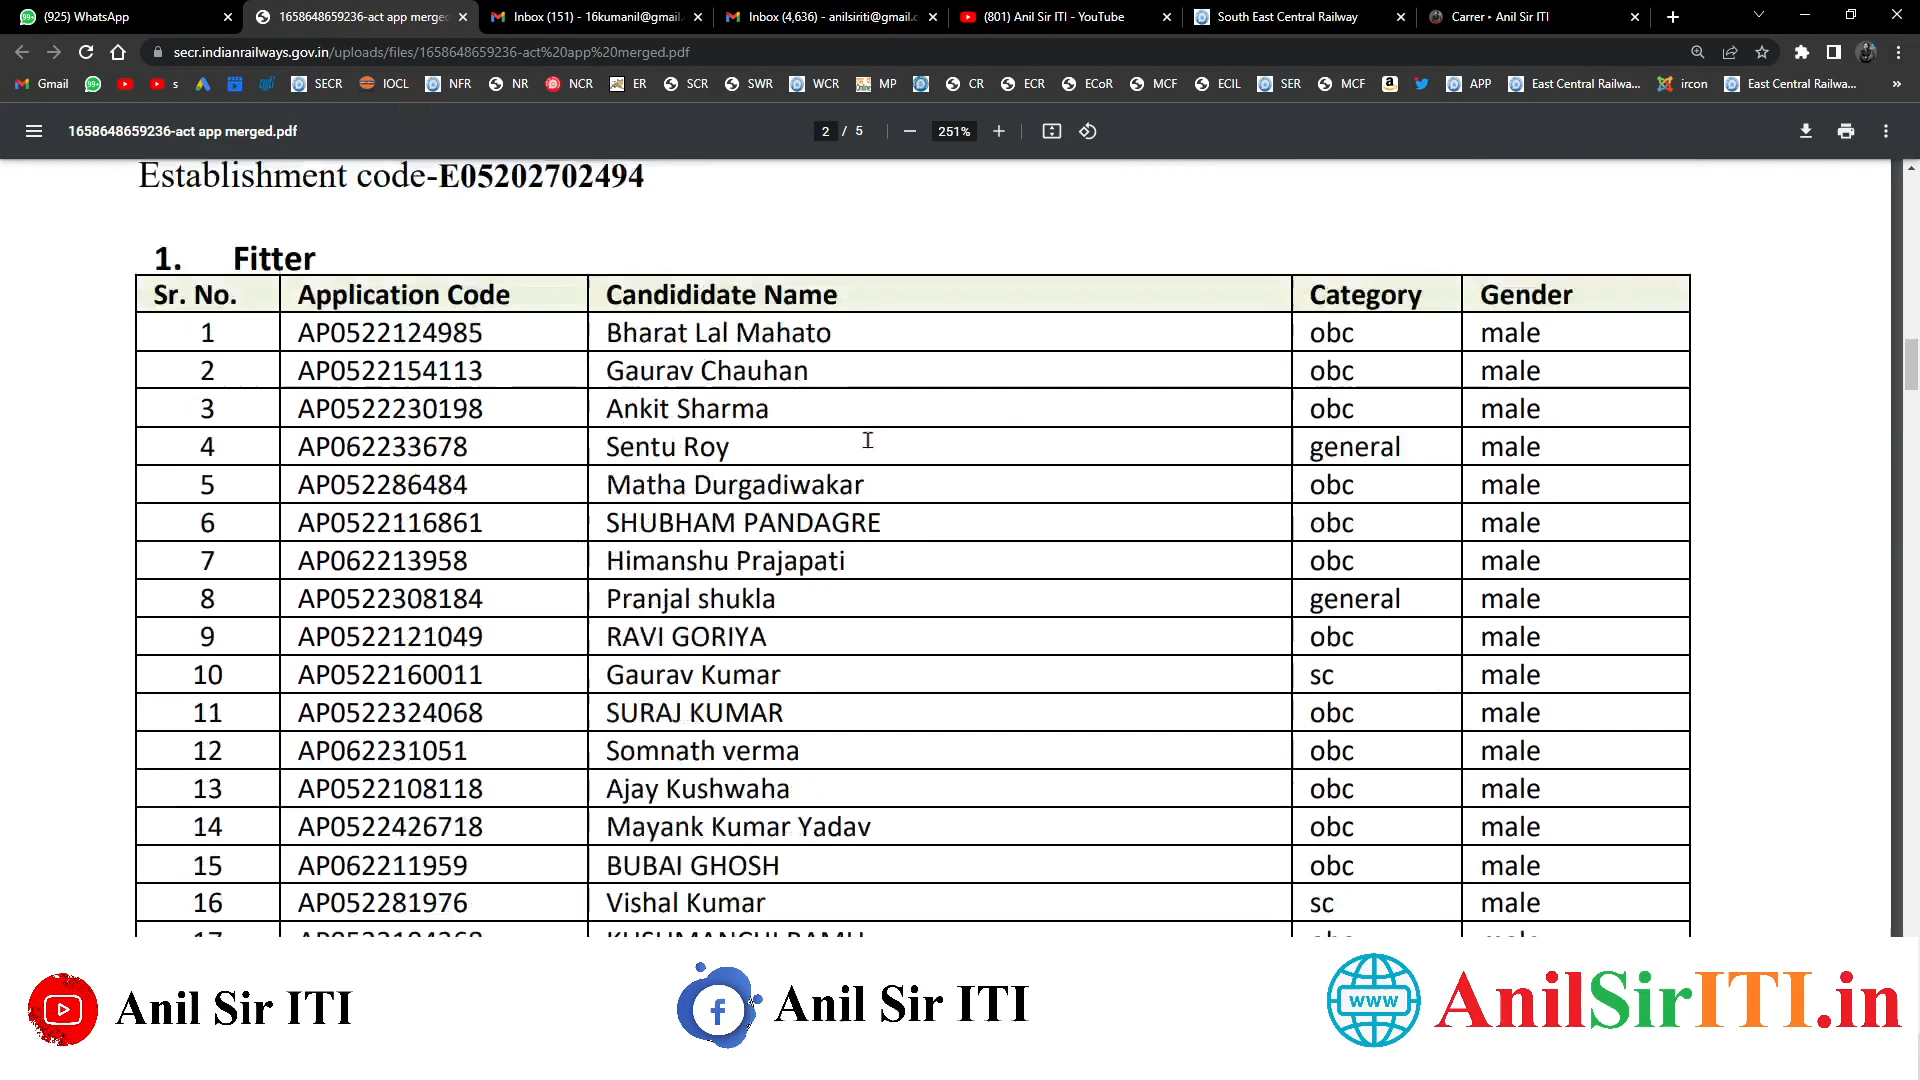 (925) WhatsApp
1658648659236-act app merged
Inbox (151) - 16kumanil@gmail.
Inbox (4,636) - anilsiriti@gmail.c
(801) Anil Sir ITI - YouTube
South East Central Railway
Carrer ▸ Anil Sir ITI
secr.indianrailways.gov.in/uploads/files/1658648659236-act%20app%20merged.pdf
Gmail s SECR IOCL NFR NR NCR ER SCR SWR WCR MP CR ECR ECoR MCF ECIL SER MCF APP East Central Railwa... ircon East Central Railwa... »
1658648659236-act app merged.pdf
2 / 5 — 251% +
Establishment code-E05202702494
1. Fitter
Sr. No. Application Code Candididate Name Category Gender
1 AP0522124985 Bharat Lal Mahato obc male
2 AP0522154113 Gaurav Chauhan obc male
3 AP0522230198 Ankit Sharma obc male
4 AP062233678 Sentu Roy general male
5 AP052286484 Matha Durgadiwakar obc male
6 AP0522116861 SHUBHAM PANDAGRE obc male
7 AP062213958 Himanshu Prajapati obc male
8 AP0522308184 Pranjal shukla general male
9 AP0522121049 RAVI GORIYA obc male
10 AP0522160011 Gaurav Kumar sc male
11 AP0522324068 SURAJ KUMAR obc male
12 AP062231051 Somnath verma obc male
13 AP0522108118 Ajay Kushwaha obc male
14 AP0522426718 Mayank Kumar Yadav obc male
15 AP062211959 BUBAI GHOSH obc male
16 AP052281976 Vishal Kumar sc male
Anil Sir ITI
Anil Sir ITI
www AnilSirITI.in